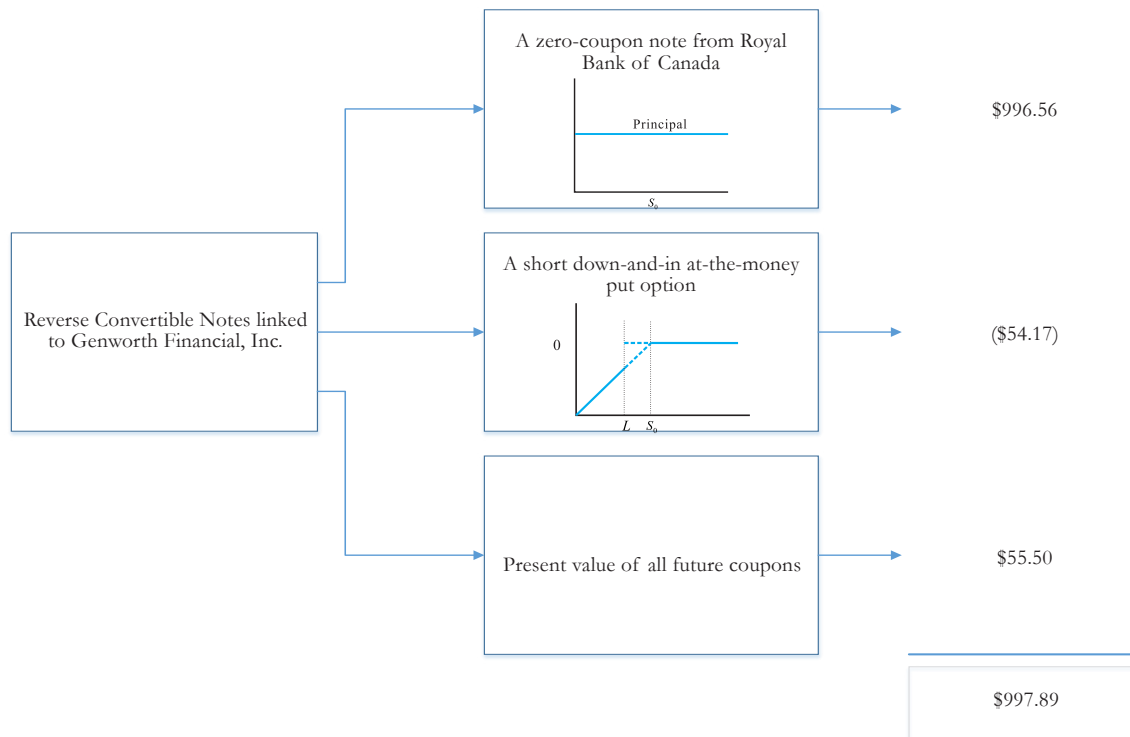 A zero-coupon note from Royal
Bank of Canada
Principal
S₀
$996.56
Reverse Convertible Notes linked
to Genworth Financial, Inc.
A short down-and-in at-the-money
put option
0
L S₀
($54.17)
Present value of all future coupons
$55.50
$997.89